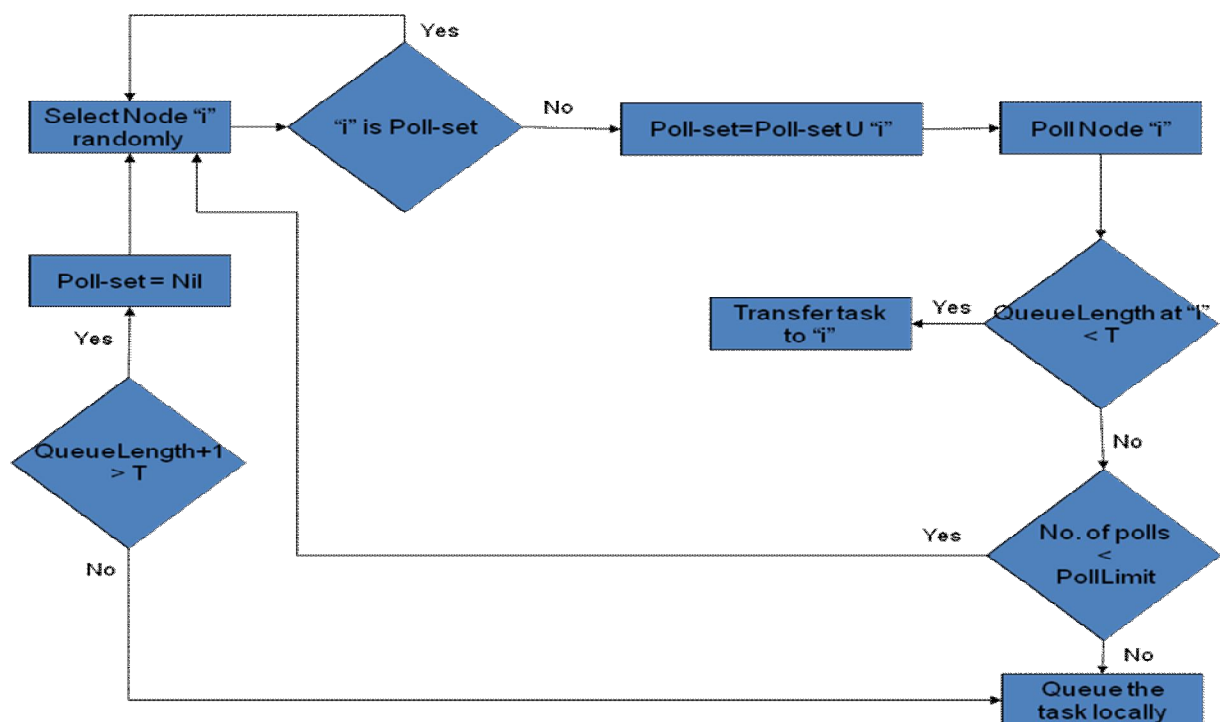 Yes
Select Node “i”
randomly
“i” is Poll-set
No
Poll-set=Poll-set U “i”
Poll Node “i”
Poll-set = Nil
Yes
Transfer task
to “i”
Yes
QueueLength at “I”
< T
No
QueueLength+1
> T
No
Yes
No. of polls
<
PollLimit
No
Queue the
task locally